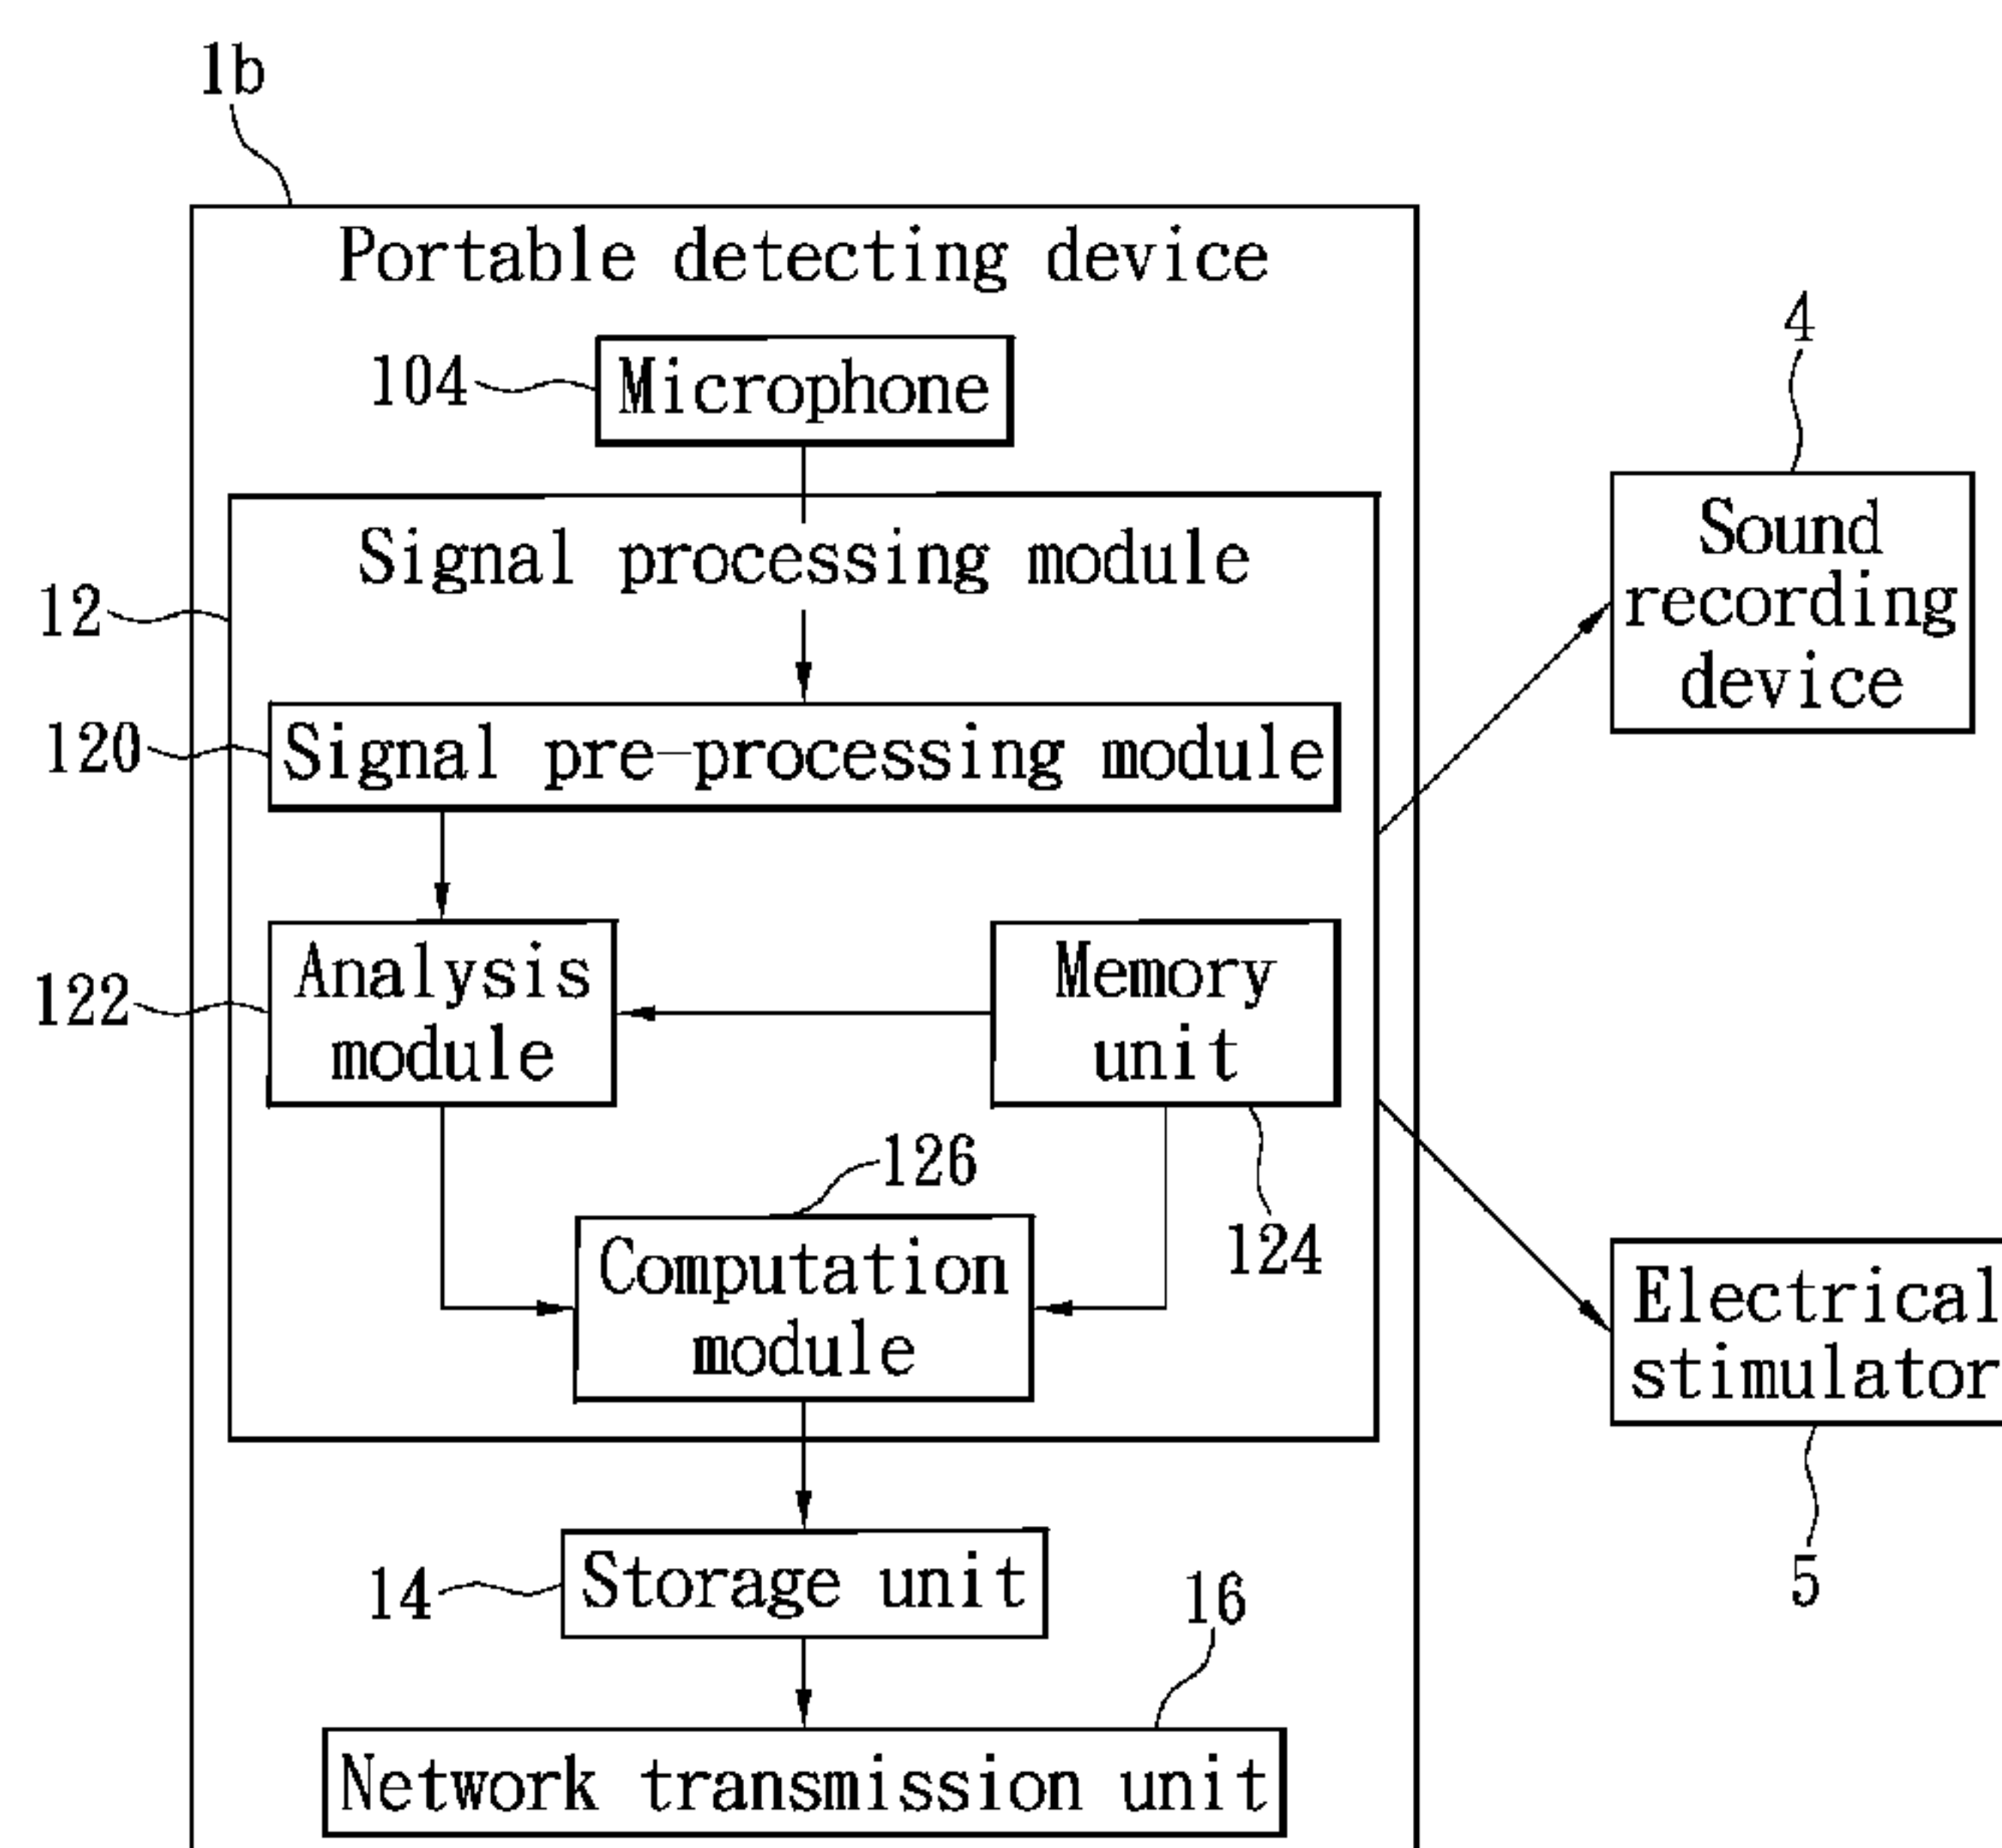 1b
Portable detecting device
104
Microphone
4
Sound
recording
device
Signal processing module
12
120
Signal pre-processing module
122
Analysis
module
Memory
unit
126
124
Computation
module
Electrical
stimulator
5
14
Storage unit
16
Network transmission unit